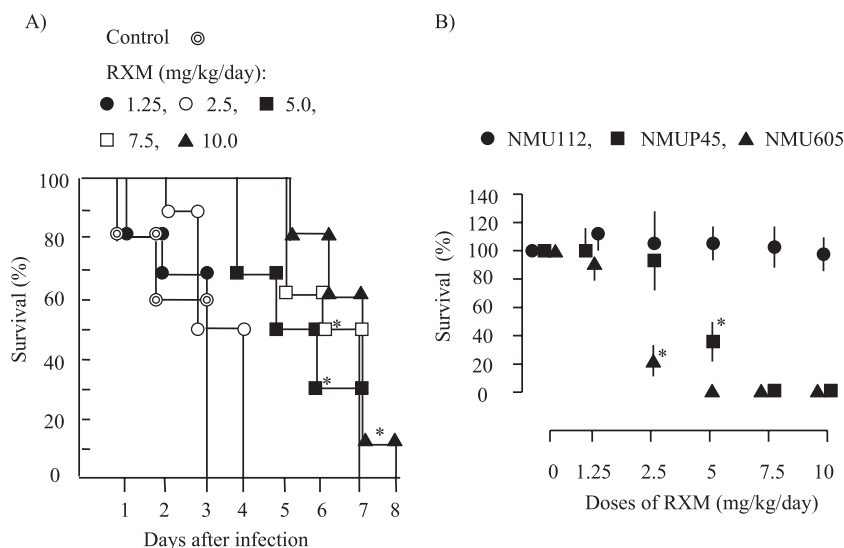 A)
Control
RXM (mg/kg/day):
1.25, 2.5, 5.0,
7.5, 10.0
Survival (%)
100
80
60
40
20
0
*
*
*
1 2 3 4 5 6 7 8
Days after infection
B)
NMU112, NMUP45, NMU605
Survival (%)
140
120
100
80
60
40
20
0
*
*
0 1.25 2.5 5 7.5 10
Doses of RXM (mg/kg/day)